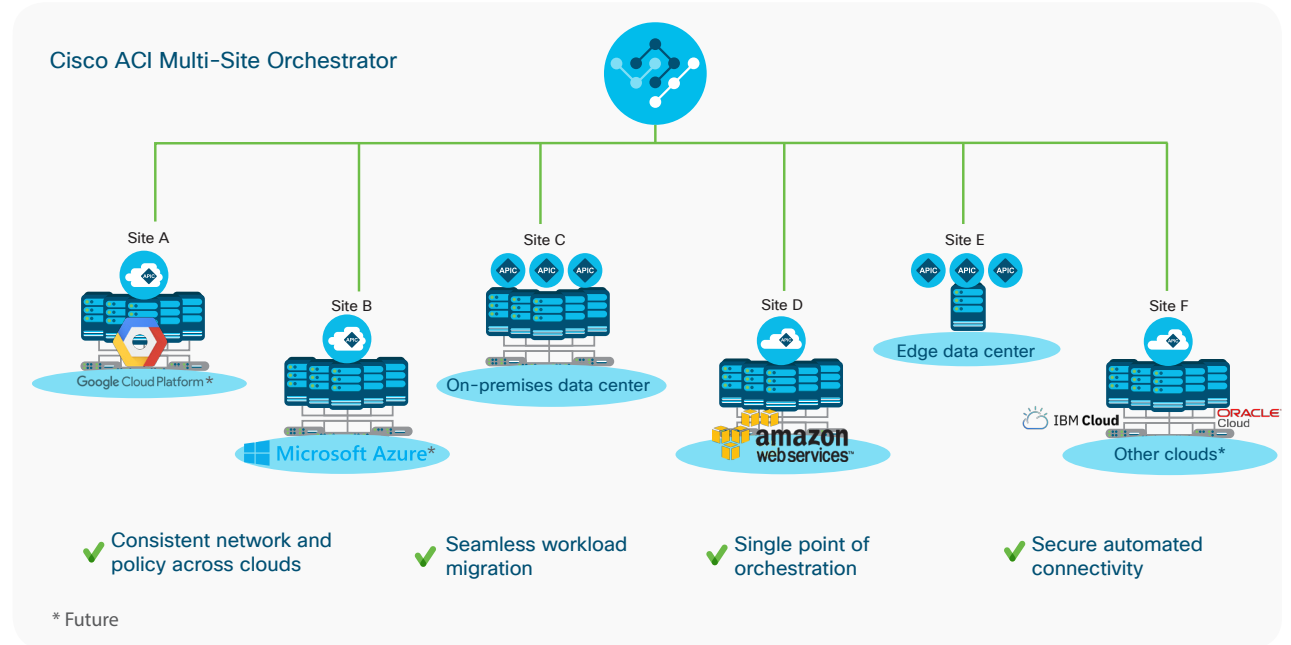 Cisco ACI Multi-Site Orchestrator
Site A
APIC
Google Cloud Platform*
Site B
APIC
Microsoft Azure*
Site C
APIC APIC APIC
On-premises data center
Site D
APIC
amazon
webservices™
Site E
APIC APIC APIC
Edge data center
Site F
APIC
IBM Cloud
ORACLE
Cloud
Other clouds*
Consistent network and
policy across clouds
Seamless workload
migration
Single point of
orchestration
Secure automated
connectivity
* Future